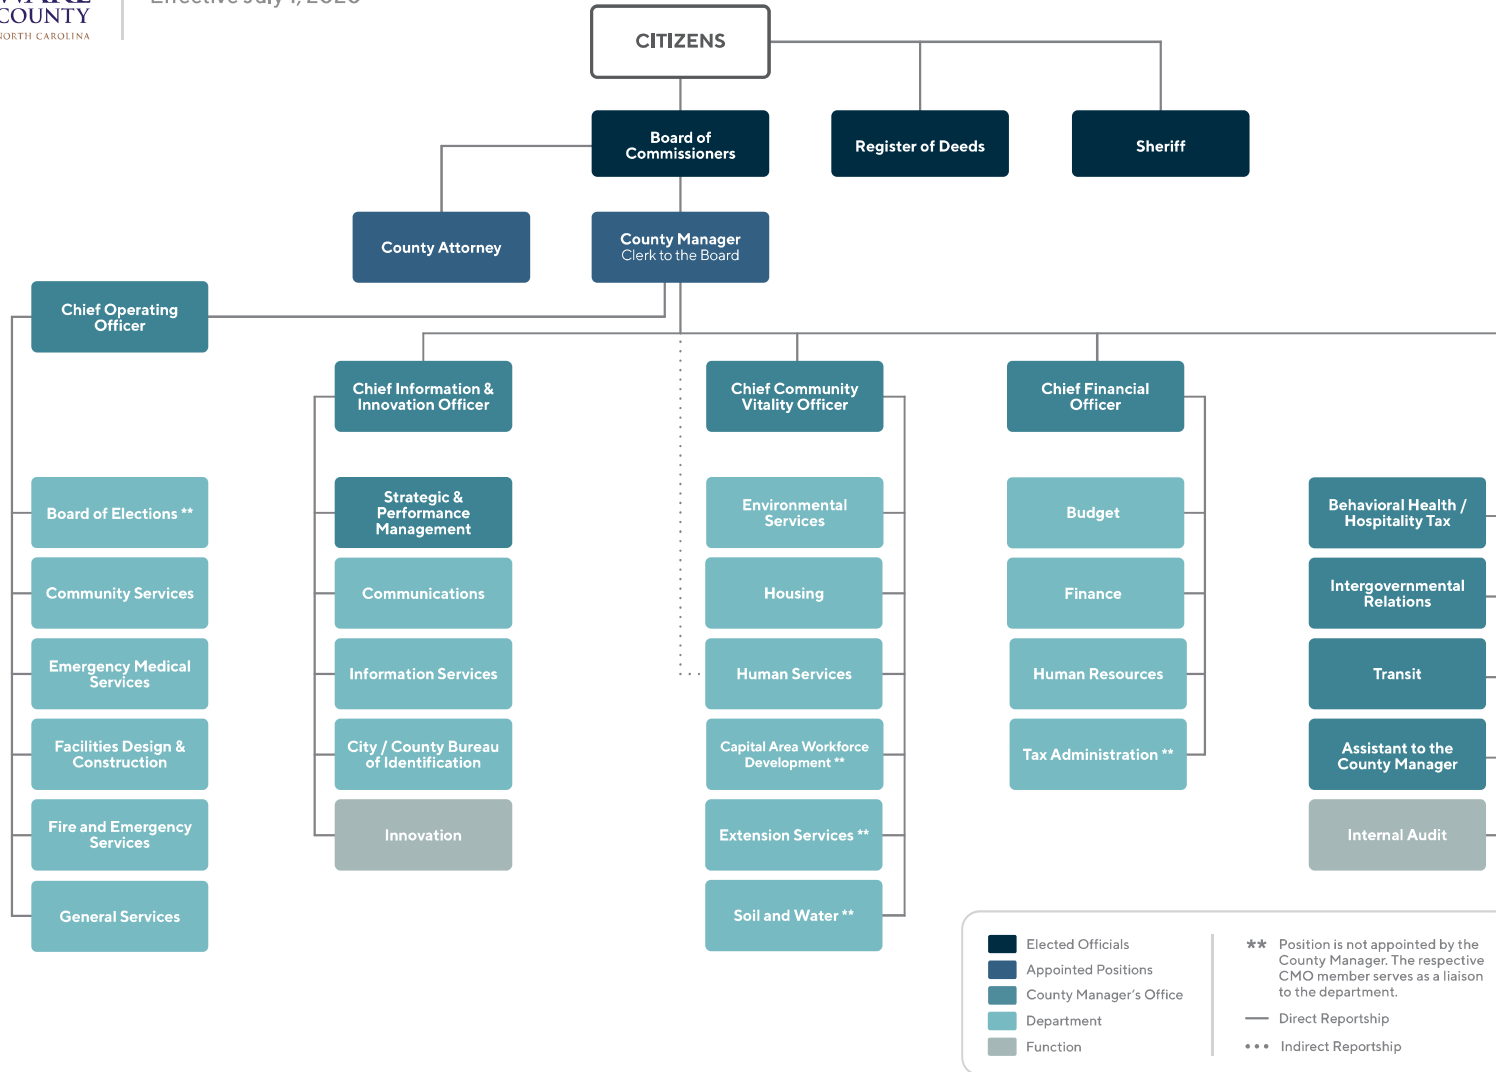 COUNTY
NORTH CAROLINA
CITIZENS
Board of
Commissioners
Register of Deeds
Sheriff
County Attorney
County Manager
Clerk to the Board
Chief Operating
Officer
Chief Information &
Innovation Officer
Chief Community
Vitality Officer
Chief Financial
Officer
Board of Elections **
Community Services
Emergency Medical
Services
Facilities Design &
Construction
Fire and Emergency
Services
General Services
Strategic &
Performance
Management
Communications
Information Services
City / County Bureau
of Identification
Innovation
Environmental
Services
Housing
Human Services
Capital Area Workforce
Development **
Extension Services **
Soil and Water **
Budget
Finance
Human Resources
Tax Administration **
Behavioral Health /
Hospitality Tax
Intergovernmental
Relations
Transit
Assistant to the
County Manager
Internal Audit
Elected Officials
Appointed Positions
County Manager's Office
Department
Function
** Position is not appointed by the
County Manager. The respective
CMO member serves as a liaison
to the department.
Direct Reportship
Indirect Reportship